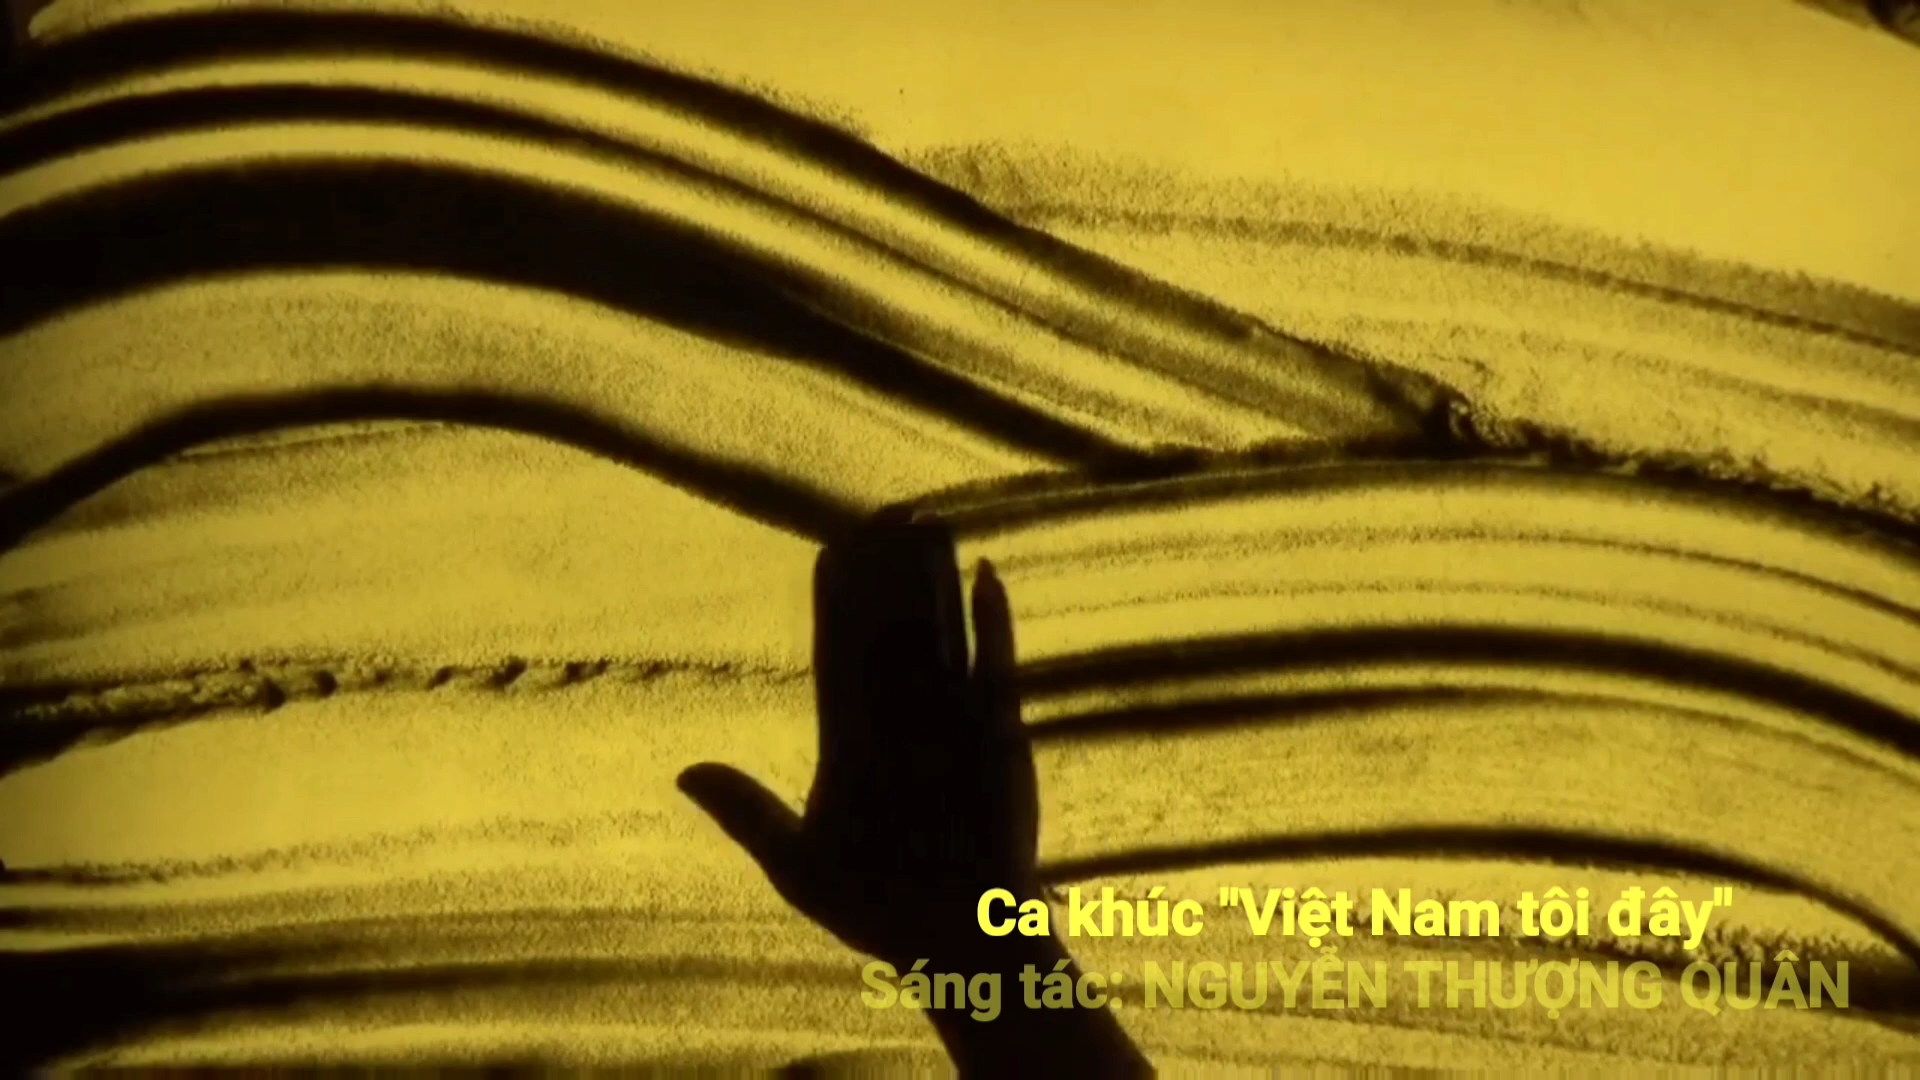 Ca khúc "Việt Nam tôi đây"
Sáng tác: NGUYỄN THƯỢNG QUÂN